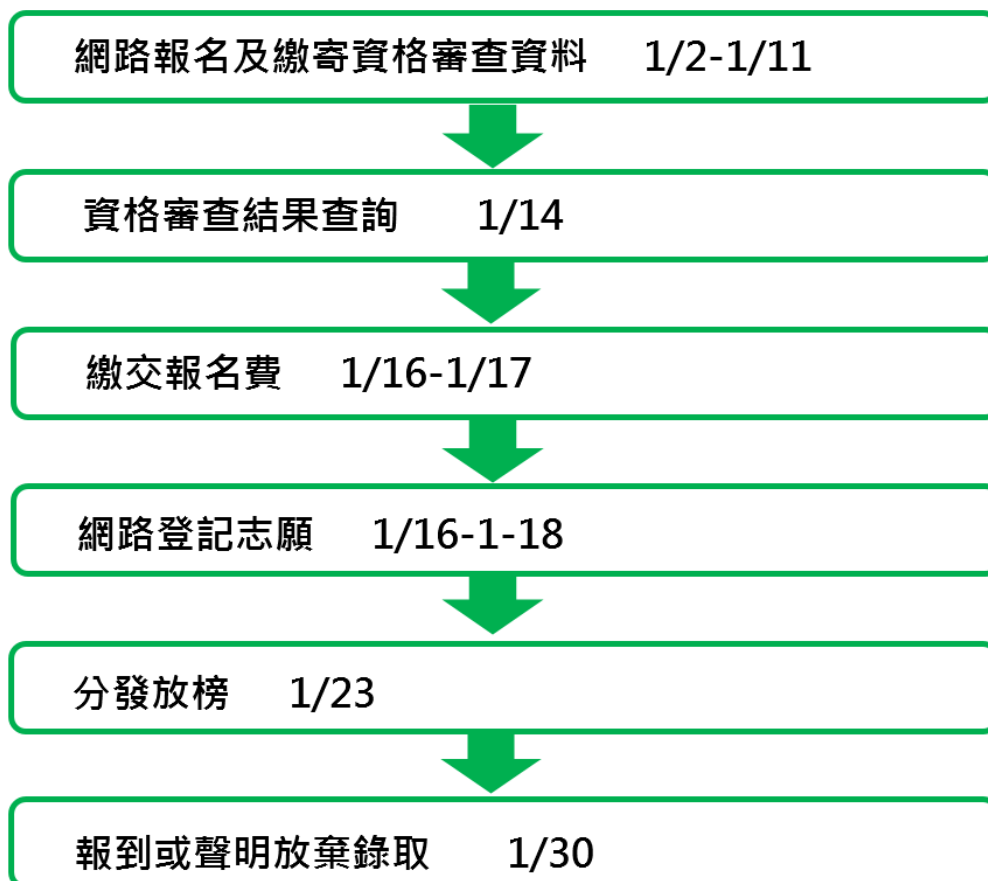 網路報名及繳寄資格審查資料 1/2-1/11
資格審查結果查詢 1/14
繳交報名費 1/16-1/17
網路登記志願 1/16-1-18
分發放榜 1/23
報到或聲明放棄錄取 1/30